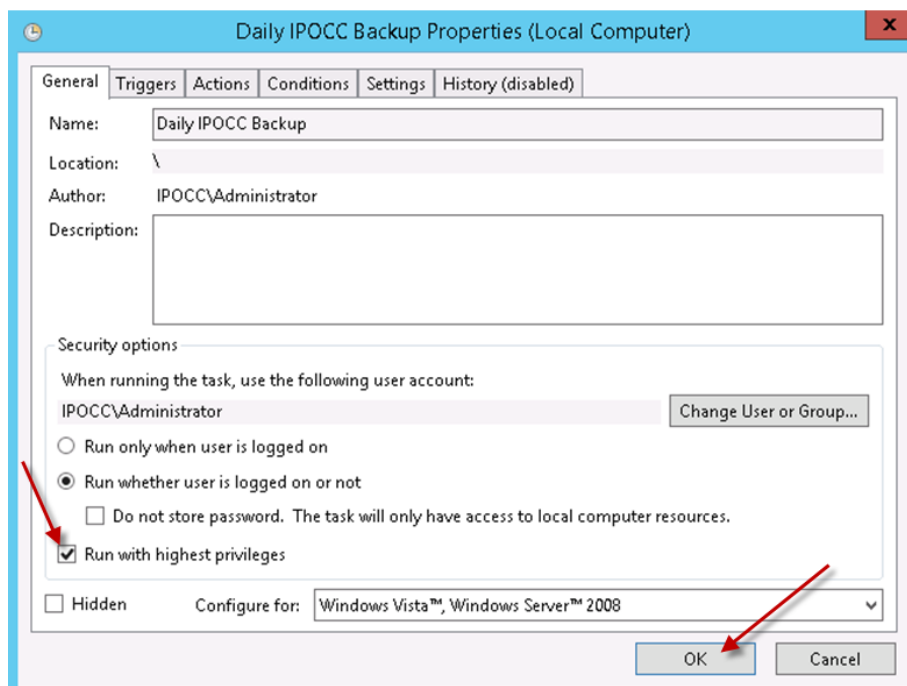 Daily IPOCC Backup Properties (Local Computer)
x
General Triggers Actions Conditions Settings History (disabled)
Name: Daily IPOCC Backup
Location: \
Author: IPOCC\Administrator
Description:
Security options
When running the task, use the following user account:
IPOCC\Administrator Change User or Group...
Run only when user is logged on
Run whether user is logged on or not
Do not store password. The task will only have access to local computer resources.
Run with highest privileges
Hidden Configure for: Windows Vista™, Windows Server™ 2008
OK Cancel